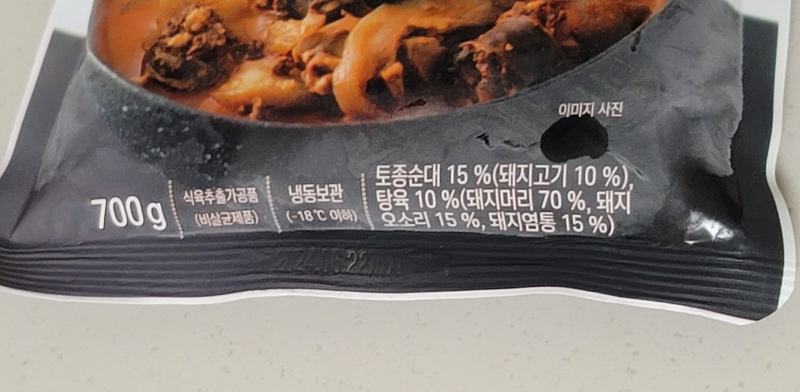 이미지 사진
700g
식육추출가공품
(비살균제품)
냉동보관
(-18℃ 이하)
토종순대 15 %(돼지고기 10 %),
탕육 10 %(돼지머리 70 %, 돼지
오소리 15 %, 돼지염통 15 %)